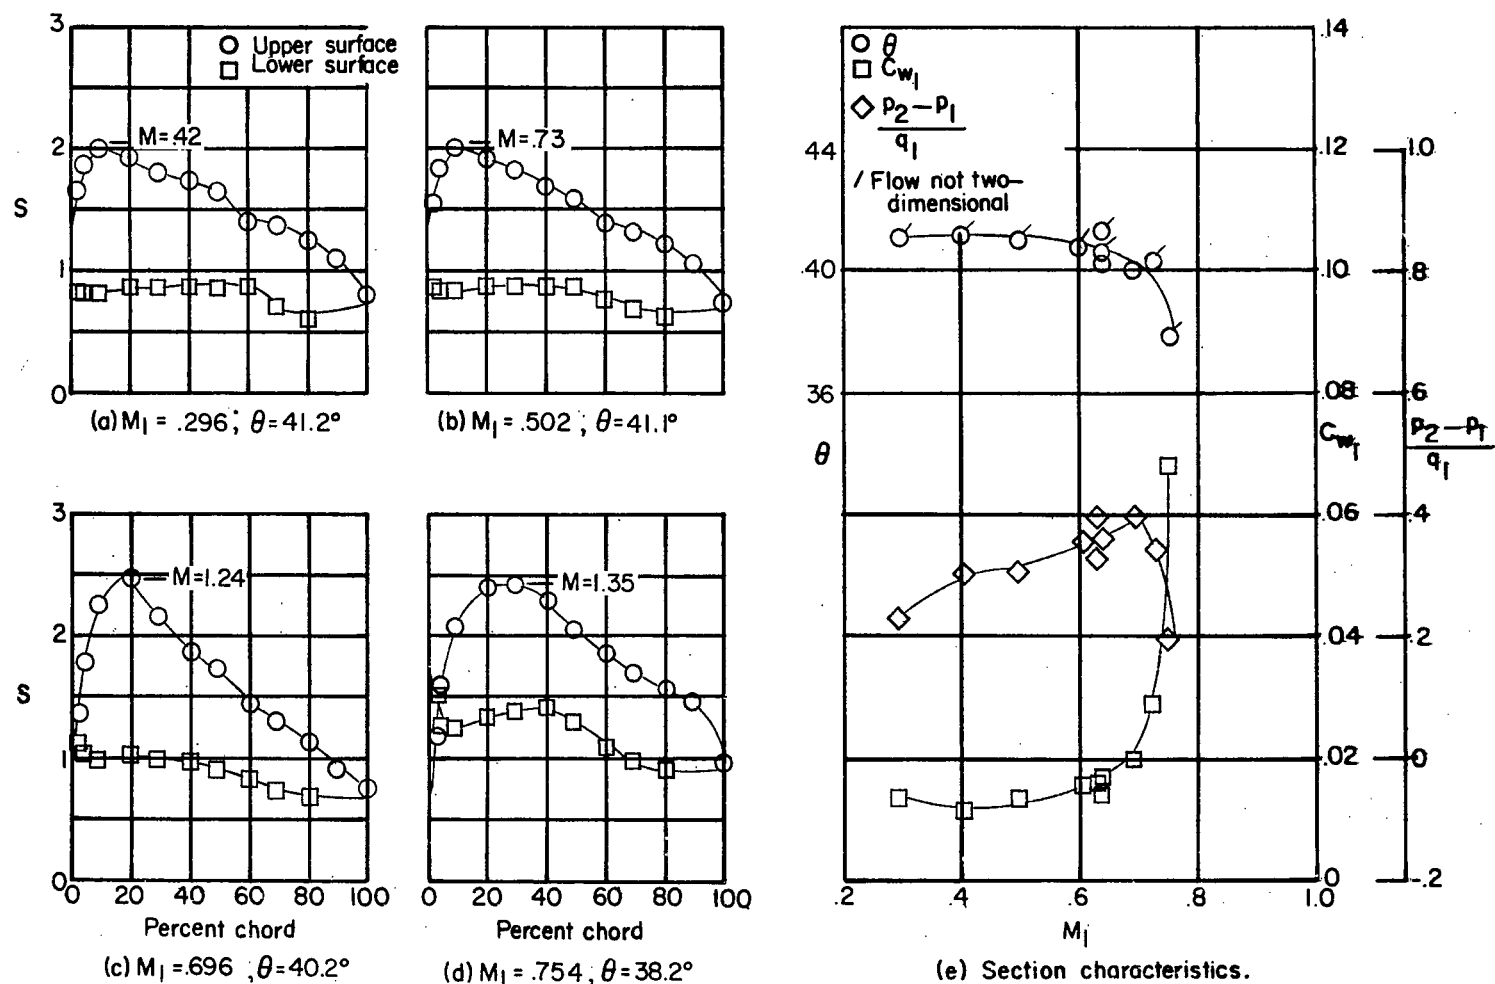 3
2
S
1
0
○ Upper surface
□ Lower surface
M=.42
(a) M₁ = .296; θ=41.2°
M=.73
(b) M₁ = .502; θ=41.1°
3
2
S
1
0
M=1.24
0 20 40 60 80 100
Percent chord
(c) M₁=.696; θ=40.2°
M=1.35
0 20 40 60 80 100
Percent chord
(d) M₁=.754; θ=38.2°
○ θ
□ Cw₁
◇ p₂–p₁
q₁
/ Flow not two–
dimensional
44
40
36
θ
.14
.12
.10
.08
Cw₁
.06
.04
.02
0
1.0
.8
.6
p₂–p₁
q₁
.4
.2
0
-.2
.2 .4 .6 .8 1.0
M₁
(e) Section characteristics.